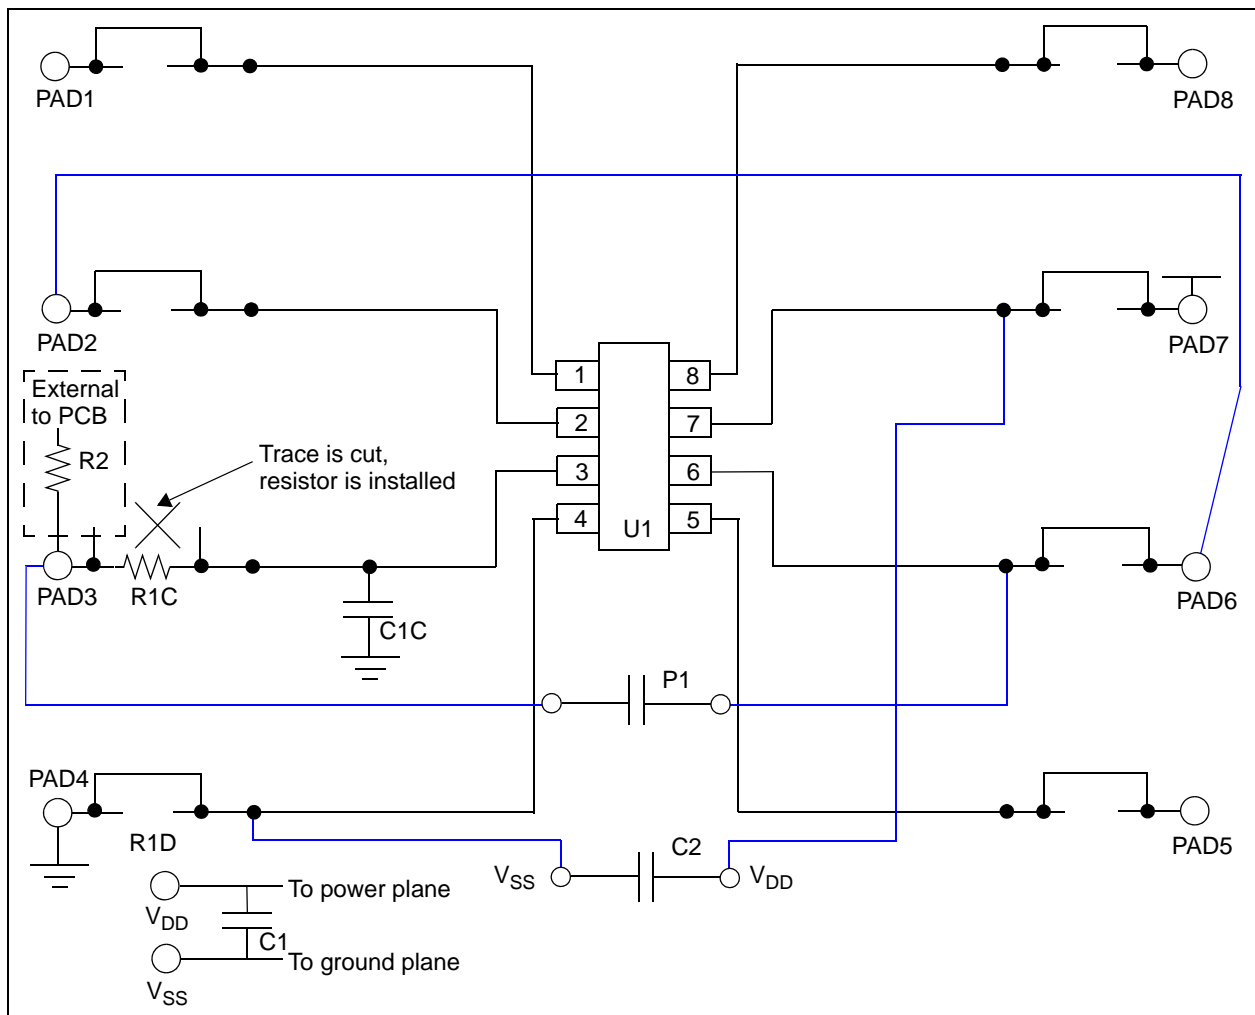 PAD1
PAD8
PAD2
PAD7
External
to PCB
R2
Trace is cut,
resistor is installed
1
8
2
7
3
6
4
5
U1
PAD3
R1C
PAD6
C1C
P1
PAD4
R1D
PAD5
C2
VSS
VDD
To power plane
VDD
C1
To ground plane
VSS